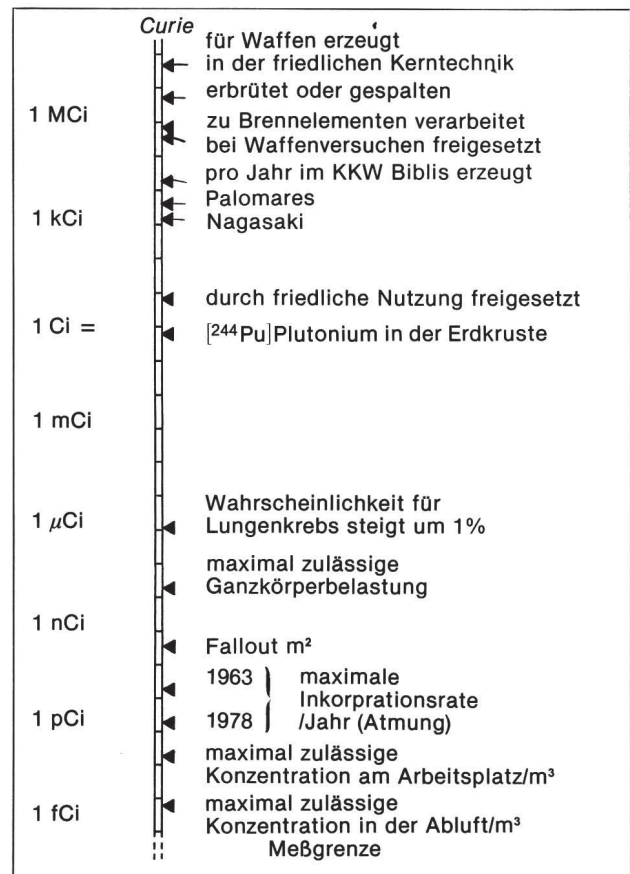 Curie
für Waffen erzeugt
in der friedlichen Kerntechnik
erbrütet oder gespalten
1 MCi
zu Brennelementen verarbeitet
bei Waffenversuchen freigesetzt
pro Jahr im KKW Biblis erzeugt
Palomares
1 kCi
Nagasaki
durch friedliche Nutzung freigesetzt
1 Ci =
[²⁴⁴Pu]Plutonium in der Erdkruste
1 mCi
Wahrscheinlichkeit für
1 μCi
Lungenkrebs steigt um 1%
maximal zulässige
Ganzkörperbelastung
1 nCi
Fallout m²
1963 } maximale
Inkorprationsrate
1 pCi
1978 } /Jahr (Atmung)
maximal zulässige
Konzentration am Arbeitsplatz/m³
1 fCi
maximal zulässige
Konzentration in der Abluft/m³
Meßgrenze